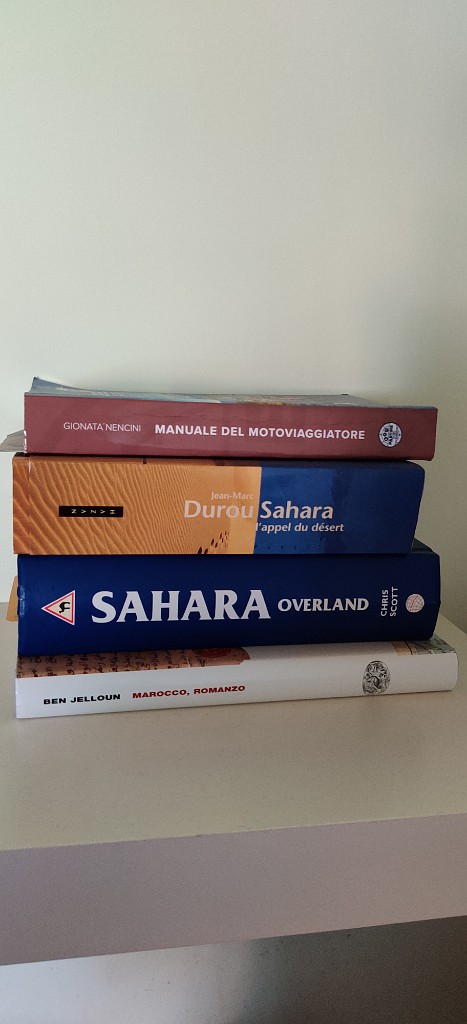 GIONATA NENCINI MANUALE DEL MOTOVIAGGIATORE
HAZAN
Jean-Marc
Durou Sahara
l'appel du désert
SAHARA OVERLAND CHRIS SCOTT
BEN JELLOUN MAROCCO, ROMANZO